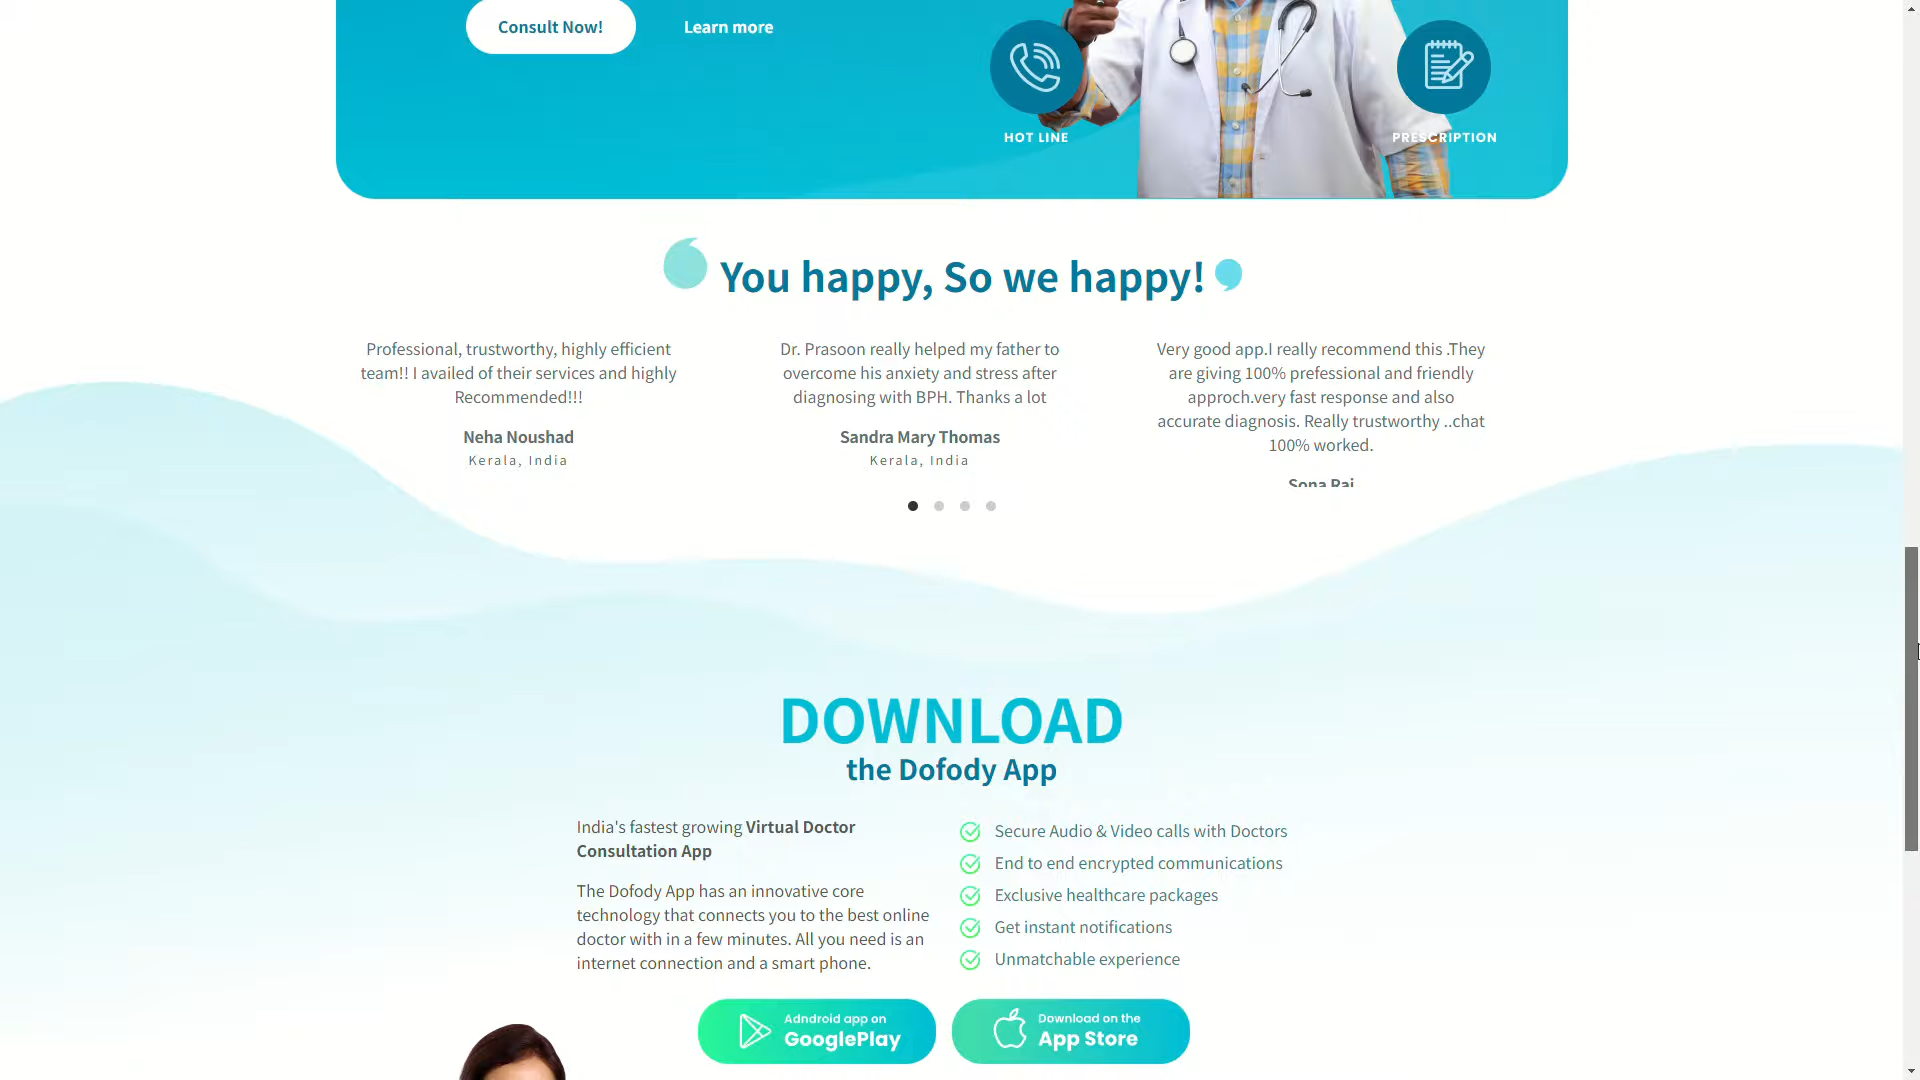 Consult Now!
Learn more
HOT LINE
PRESCRIPTION
You happy, So we happy!
Professional, trustworthy, highly efficient
team!! I availed of their services and highly
Recommended!!!
Neha Noushad
Kerala, India
Dr. Prasoon really helped my father to
overcome his anxiety and stress after
diagnosing with BPH. Thanks a lot
Sandra Mary Thomas
Kerala, India
Very good app.I really recommend this .They
are giving 100% prefessional and friendly
approch.very fast response and also
accurate diagnosis. Really trustworthy ..chat
100% worked.
Sona Raj
DOWNLOAD
the Dofody App
India's fastest growing Virtual Doctor
Consultation App
The Dofody App has an innovative core
technology that connects you to the best online
doctor with in a few minutes. All you need is an
internet connection and a smart phone.
Secure Audio & Video calls with Doctors
End to end encrypted communications
Exclusive healthcare packages
Get instant notifications
Unmatchable experience
Adndroid app on
GooglePlay
Download on the
App Store